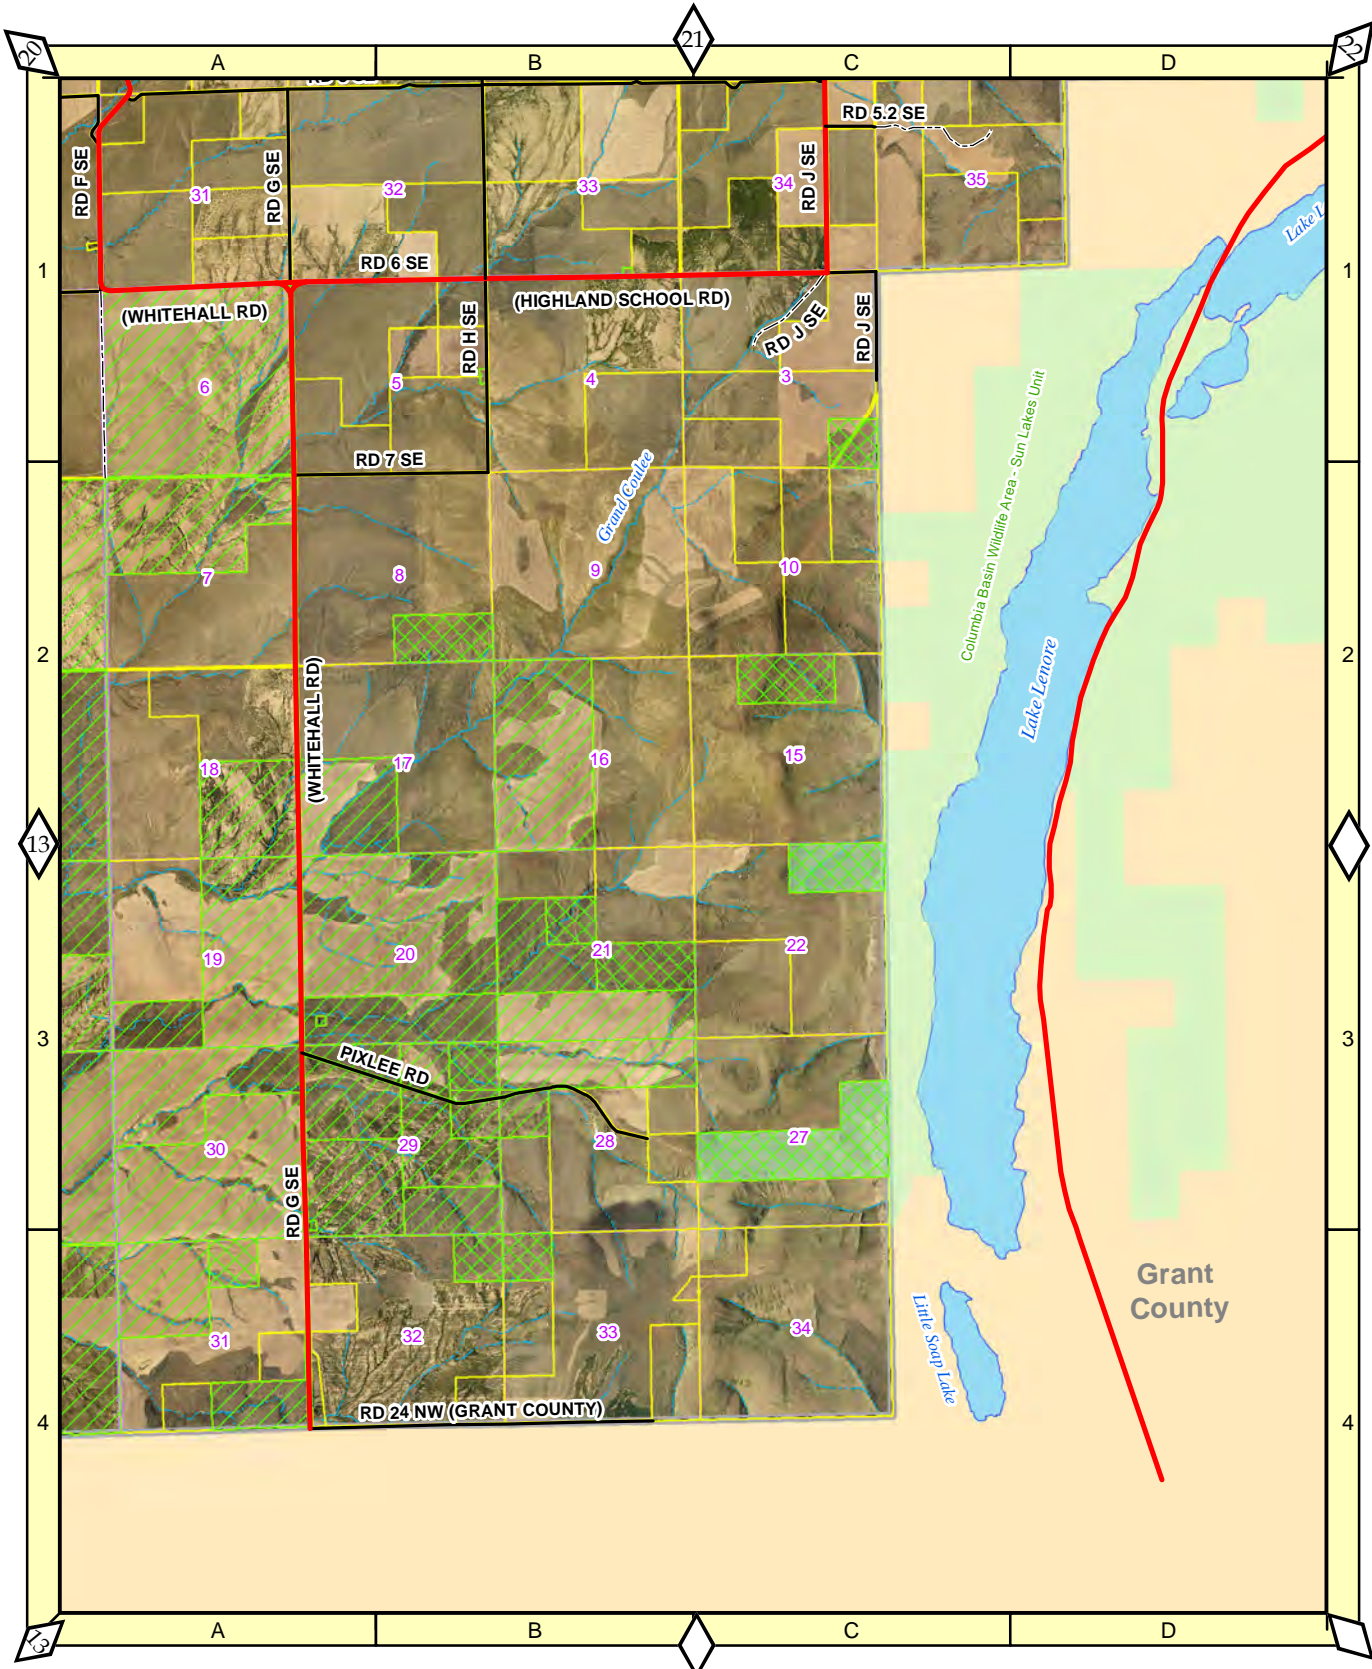 20
21
22
A
B
C
D
RD 5.2 SE
RD F SE
RD G SE
RD J SE
31
32
33
34
35
Lake L
1
RD 6 SE
1
(WHITEHALL RD)
(HIGHLAND SCHOOL RD)
RD H SE
RD J SE
RD J SE
6
5
4
3
RD 7 SE
Grand Coulee
Columbia Basin Wildlife Area - Sun Lakes Unit
7
8
9
10
2
2
(WHITEHALL RD)
Lake Lenore
18
17
16
15
13
19
20
21
22
3
3
PIXLEE RD
30
29
28
27
RD G SE
Grant
County
Little Soap Lake
31
32
33
34
RD 24 NW (GRANT COUNTY)
4
4
13
A
B
C
D